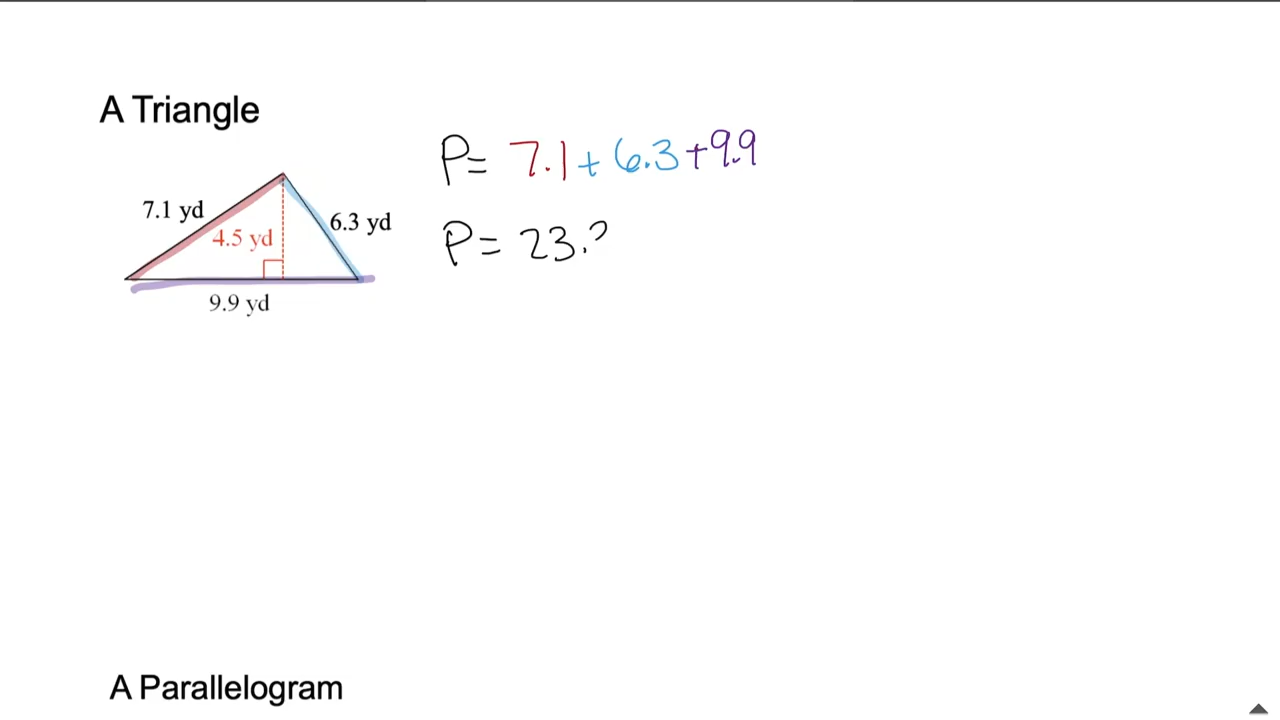 A Triangle
P= 7.1 + 6.3 + 9.9
7.1 yd
6.3 yd
4.5 yd
P= 23.
9.9 yd
A Parallelogram